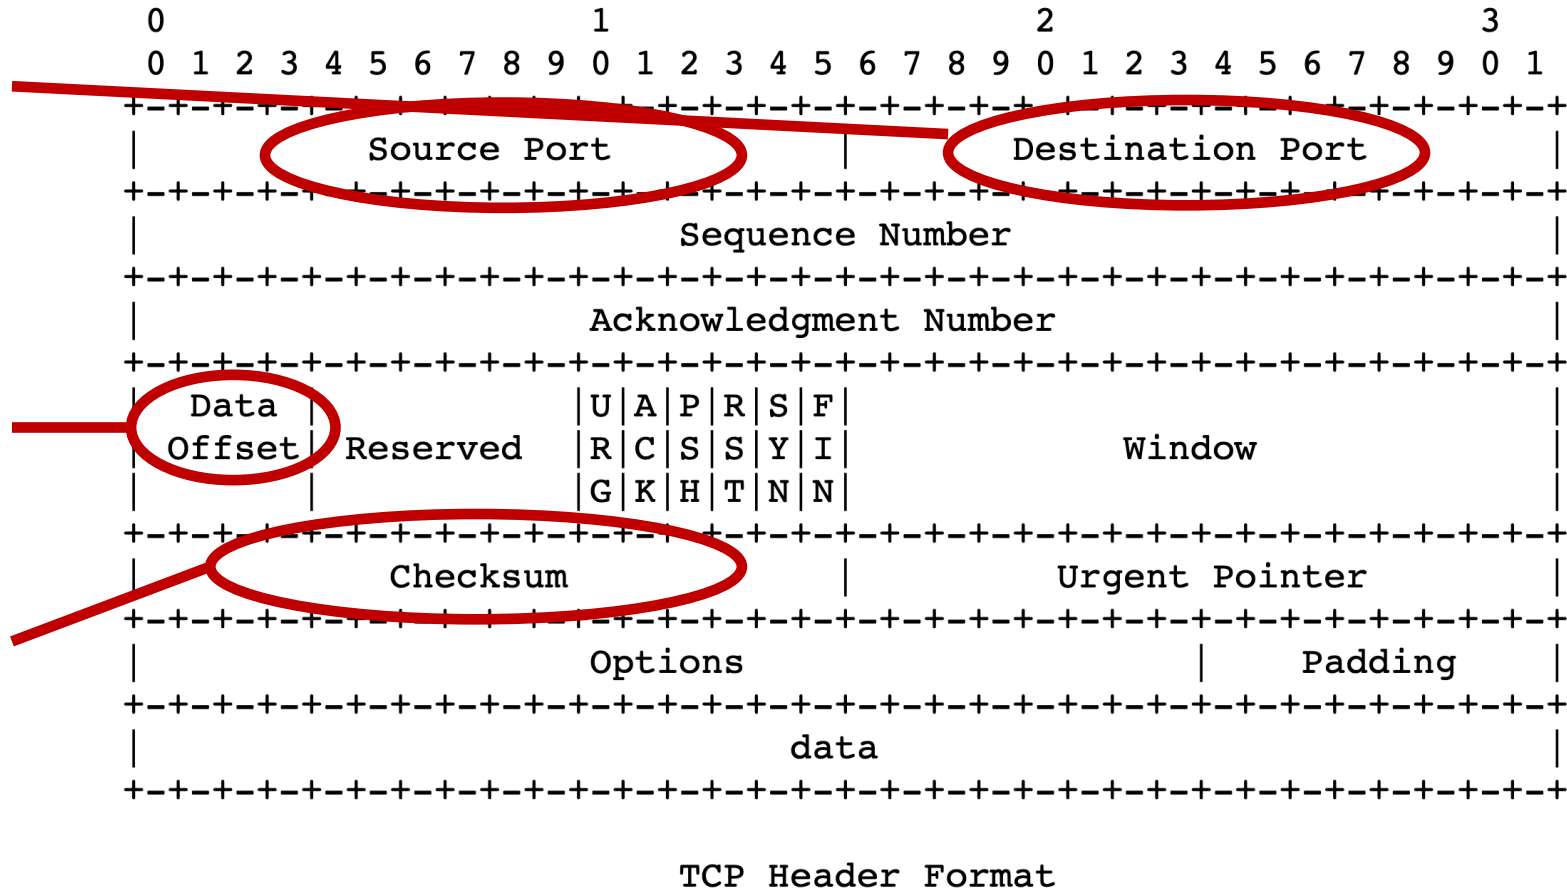 0                   1                   2                   3
0 1 2 3 4 5 6 7 8 9 0 1 2 3 4 5 6 7 8 9 0 1 2 3 4 5 6 7 8 9 0 1
+-+-+-+-+-+-+-+-+-+-+-+-+-+-+-+-+-+-+-+-+-+-+-+-+-+-+-+-+-+-+-+-+
|          Source Port          |       Destination Port        |
+-+-+-+-+-+-+-+-+-+-+-+-+-+-+-+-+-+-+-+-+-+-+-+-+-+-+-+-+-+-+-+-+
|                        Sequence Number                        |
+-+-+-+-+-+-+-+-+-+-+-+-+-+-+-+-+-+-+-+-+-+-+-+-+-+-+-+-+-+-+-+-+
|                    Acknowledgment Number                      |
+-+-+-+-+-+-+-+-+-+-+-+-+-+-+-+-+-+-+-+-+-+-+-+-+-+-+-+-+-+-+-+-+
|  Data |           |U|A|P|R|S|F|                               |
| Offset| Reserved  |R|C|S|S|Y|I|            Window             |
|       |           |G|K|H|T|N|N|                               |
+-+-+-+-+-+-+-+-+-+-+-+-+-+-+-+-+-+-+-+-+-+-+-+-+-+-+-+-+-+-+-+-+
|           Checksum            |         Urgent Pointer        |
+-+-+-+-+-+-+-+-+-+-+-+-+-+-+-+-+-+-+-+-+-+-+-+-+-+-+-+-+-+-+-+-+
|                    Options                    |    Padding    |
+-+-+-+-+-+-+-+-+-+-+-+-+-+-+-+-+-+-+-+-+-+-+-+-+-+-+-+-+-+-+-+-+
|                             data                              |
+-+-+-+-+-+-+-+-+-+-+-+-+-+-+-+-+-+-+-+-+-+-+-+-+-+-+-+-+-+-+-+-+
TCP Header Format